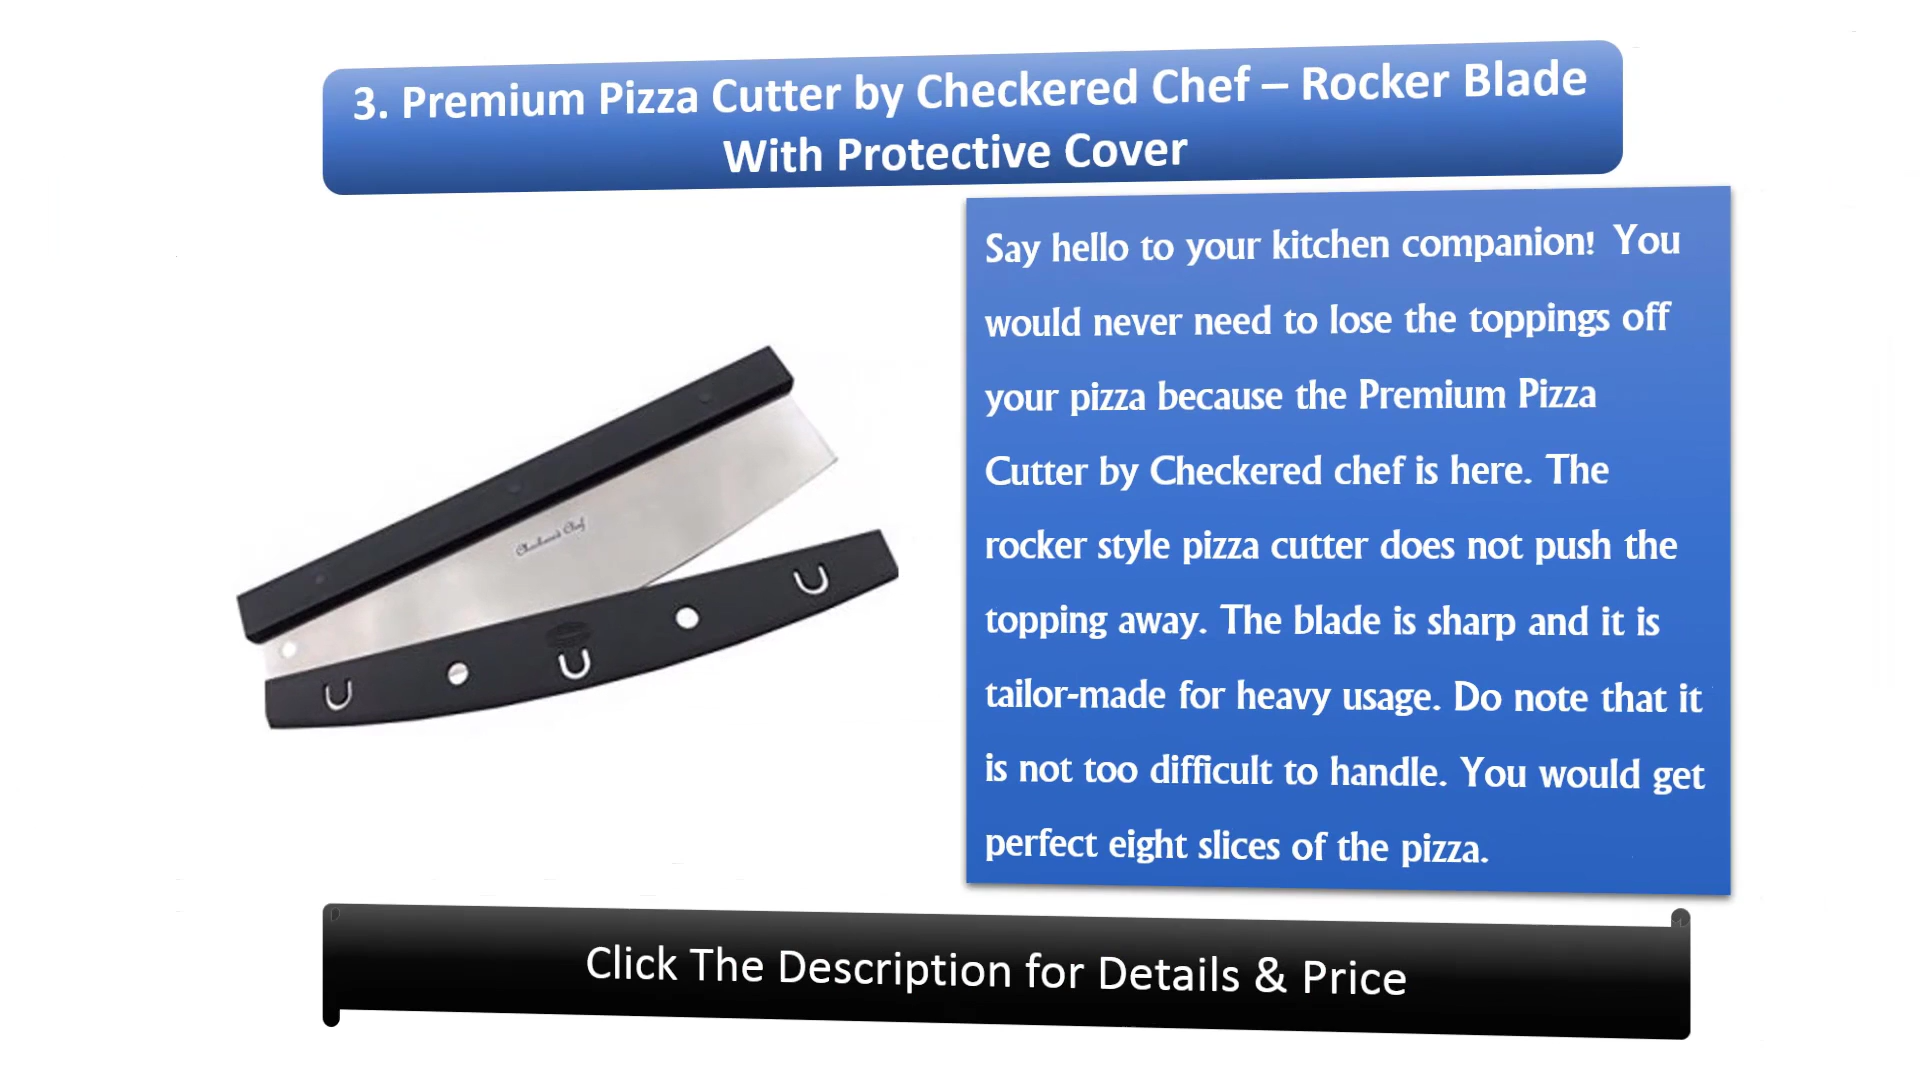 3. Premium Pizza Cutter by Checkered Chef – Rocker Blade
With Protective Cover
Say hello to your kitchen companion! You
would never need to lose the toppings off
your pizza because the Premium Pizza
Cutter by Checkered chef is here. The
rocker style pizza cutter does not push the
topping away. The blade is sharp and it is
tailor-made for heavy usage. Do note that it
is not too difficult to handle. You would get
perfect eight slices of the pizza.
Checkered Chef
Click The Description for Details & Price